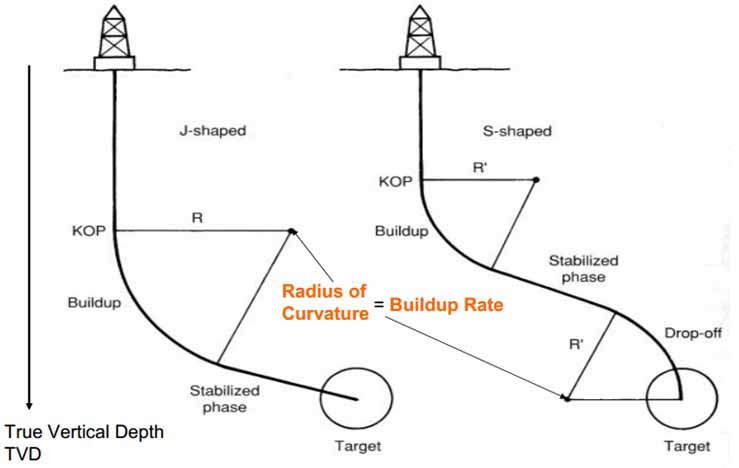 J-shaped
KOP
R
Buildup
Stabilized
phase
Target
True Vertical Depth
TVD
S-shaped
KOP
R'
Buildup
Stabilized
phase
Radius of
Curvature = Buildup Rate
R'
Drop-off
Target